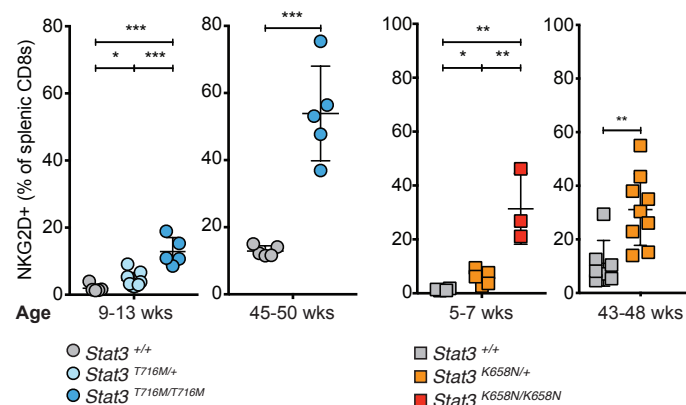 NKG2D+ (% of splenic CD8s)
80
60
40
20
0
***
*
***
80
60
40
20
0
***
100
80
60
40
20
0
**
*
**
100
80
60
40
20
0
**
Age
9-13 wks
45-50 wks
5-7 wks
43-48 wks
Stat3 +/+
Stat3 T716M/+
Stat3 T716M/T716M
Stat3 +/+
Stat3 K658N/+
Stat3 K658N/K658N